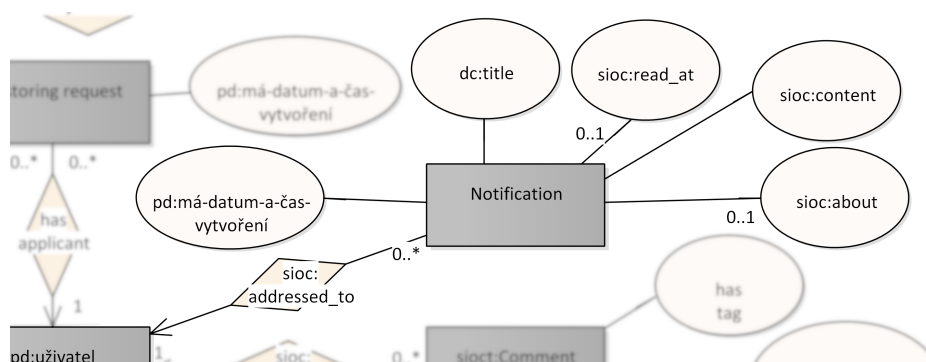 dc:title
sioc:read_at
sioc:content
storing request
pd:má-datum-a-čas-
vytvoření
0..1
0..*
0..*
Notification
pd:má-datum-a-čas-
vytvoření
sioc:about
0..1
has
applicant
0..*
sioc:
addressed_to
has
tag
1
pd:uživatel
1
sioc:
0..*
sioct:Comment